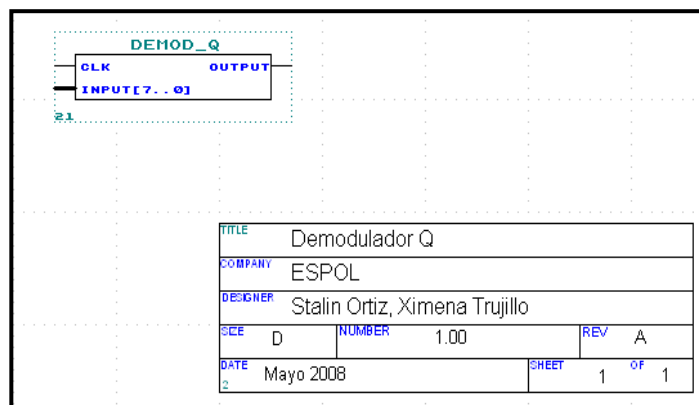 DEMOD_Q
CLK OUTPUT
INPUT[7..0]
21
TITLE Demodulador Q
COMPANY ESPOL
DESIGNER Stalin Ortiz, Ximena Trujillo
SIZE D NUMBER 1.00 REV A
DATE Mayo 2008 SHEET 1 OF 1
2